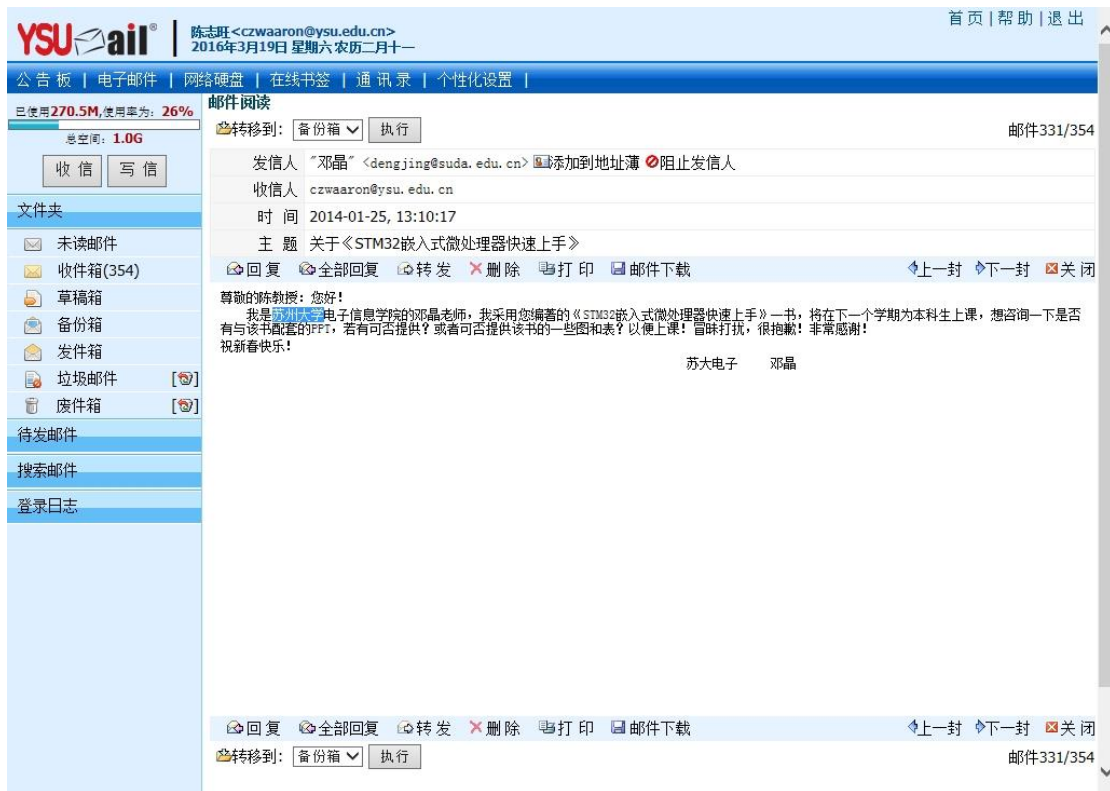 首页|帮助|退出
YSUMail®
陈志旺<czwaaron@ysu.edu.cn>
2016年3月19日 星期六 农历二月十一
公告板 | 电子邮件 | 网络硬盘 | 在线书签 | 通讯录 | 个性化设置 |
已使用270.5M,使用率为: 26%
总空间: 1.0G
收信 写信
文件夹
未读邮件
收件箱(354)
草稿箱
备份箱
发件箱
垃圾邮件 []
废件箱 []
待发邮件
搜索邮件
登录日志
邮件阅读
转移到: 备份箱 执行 邮件331/354
发信人 "邓晶" <dengjing@suda.edu.cn> 添加到地址薄 阻止发信人
收信人 czwaaron@ysu.edu.cn
时 间 2014-01-25, 13:10:17
主 题 关于《STM32嵌入式微处理器快速上手》
回复 全部回复 转发 删除 打印 邮件下载 上一封 下一封 关闭
尊敬的陈教授: 您好!
我是苏州大学电子信息学院的邓晶老师, 我采用您编著的《STM32嵌入式微处理器快速上手》一书, 将在下一个学期为本科生上课, 想咨询一下是否
有与该书配套的PPT, 若有可否提供? 或者可否提供该书的一些图和表? 以便上课! 冒昧打扰, 很抱歉! 非常感谢!
祝新春快乐!
苏大电子 邓晶
回复 全部回复 转发 删除 打印 邮件下载 上一封 下一封 关闭
转移到: 备份箱 执行 邮件331/354